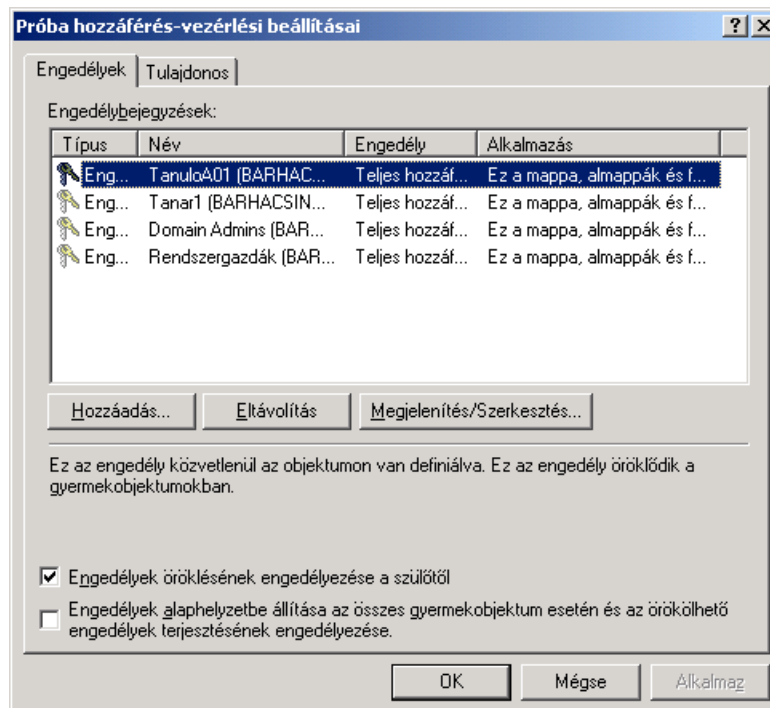 Próba hozzáférés-vezérlési beállításai
Engedélyek Tulajdonos
Engedélybejegyzések:
Típus Név Engedély Alkalmazás
Eng... TanuloA01 (BARHAC... Teljes hozzáf... Ez a mappa, almappák és f...
Eng... Tanar1 (BARHACSIN... Teljes hozzáf... Ez a mappa, almappák és f...
Eng... Domain Admins (BAR... Teljes hozzáf... Ez a mappa, almappák és f...
Eng... Rendszergazdák (BAR... Teljes hozzáf... Ez a mappa, almappák és f...
Hozzáadás... Eltávolítás Megjelenítés/Szerkesztés...
Ez az engedély közvetlenül az objektumon van definiálva. Ez az engedély öröklődik a
gyermekobjektumokban.
Engedélyek öröklésének engedélyezése a szülőtől
Engedélyek alaphelyzetbe állítása az összes gyermekobjektum esetén és az örökölhető
engedélyek terjesztésének engedélyezése.
OK Mégse Alkalmaz